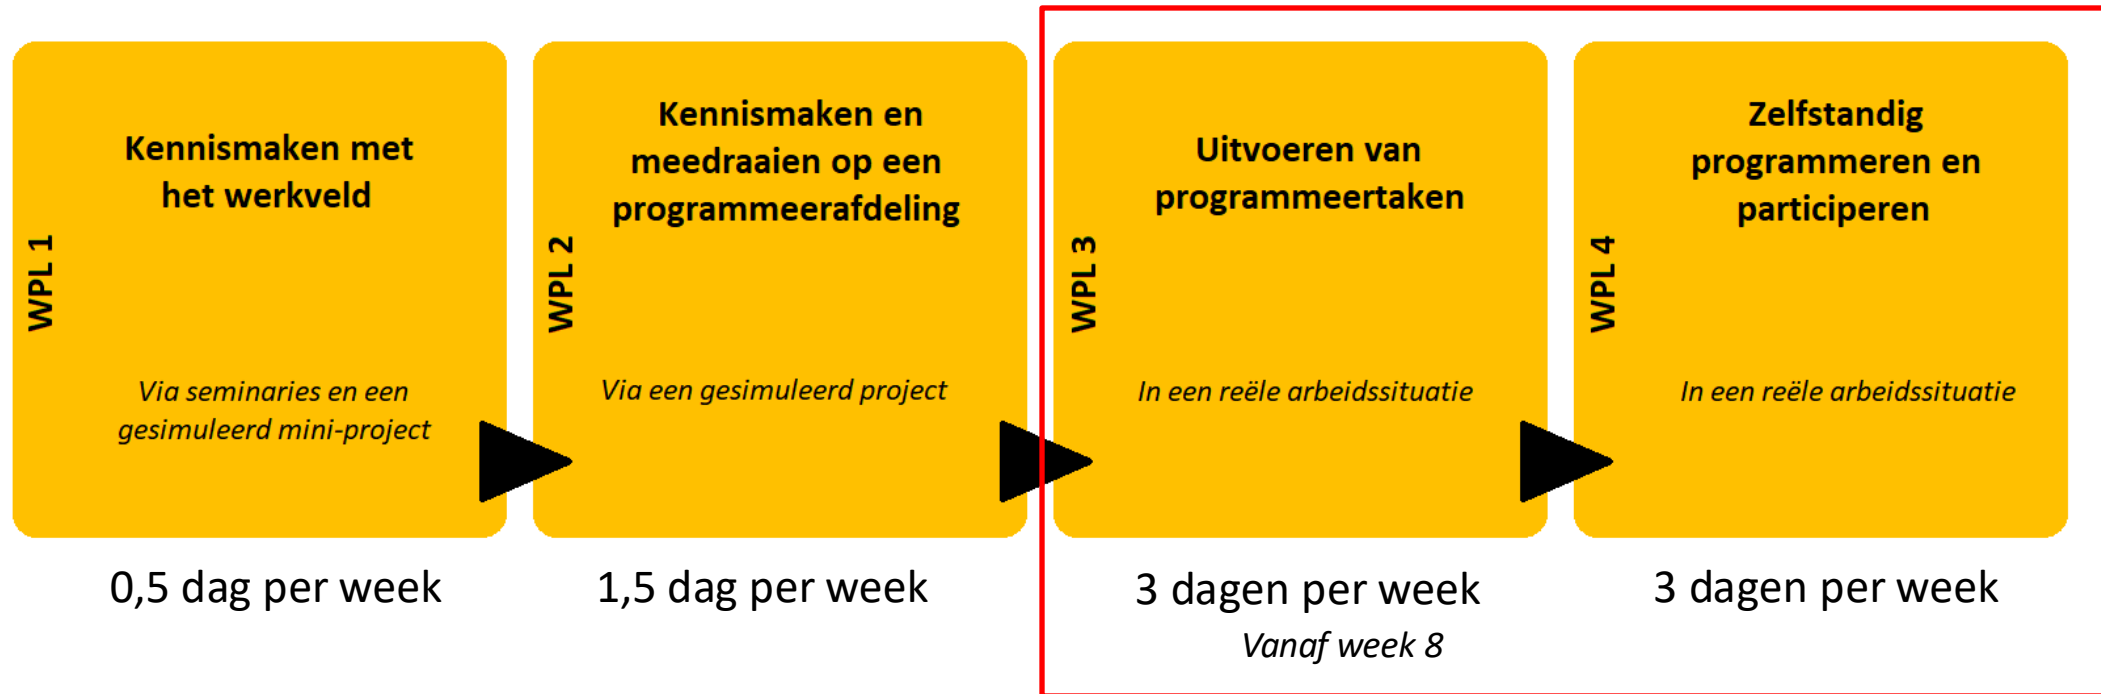 WPL 1
Kennismaken met
het werkveld
Via seminaries en een
gesimuleerd mini-project
0,5 dag per week
WPL 2
Kennismaken en
meedraaien op een
programmeerafdeling
Via een gesimuleerd project
1,5 dag per week
WPL 3
Uitvoeren van
programmeertaken
In een reële arbeidssituatie
3 dagen per week
Vanaf week 8
WPL 4
Zelfstandig
programmeren en
participeren
In een reële arbeidssituatie
3 dagen per week